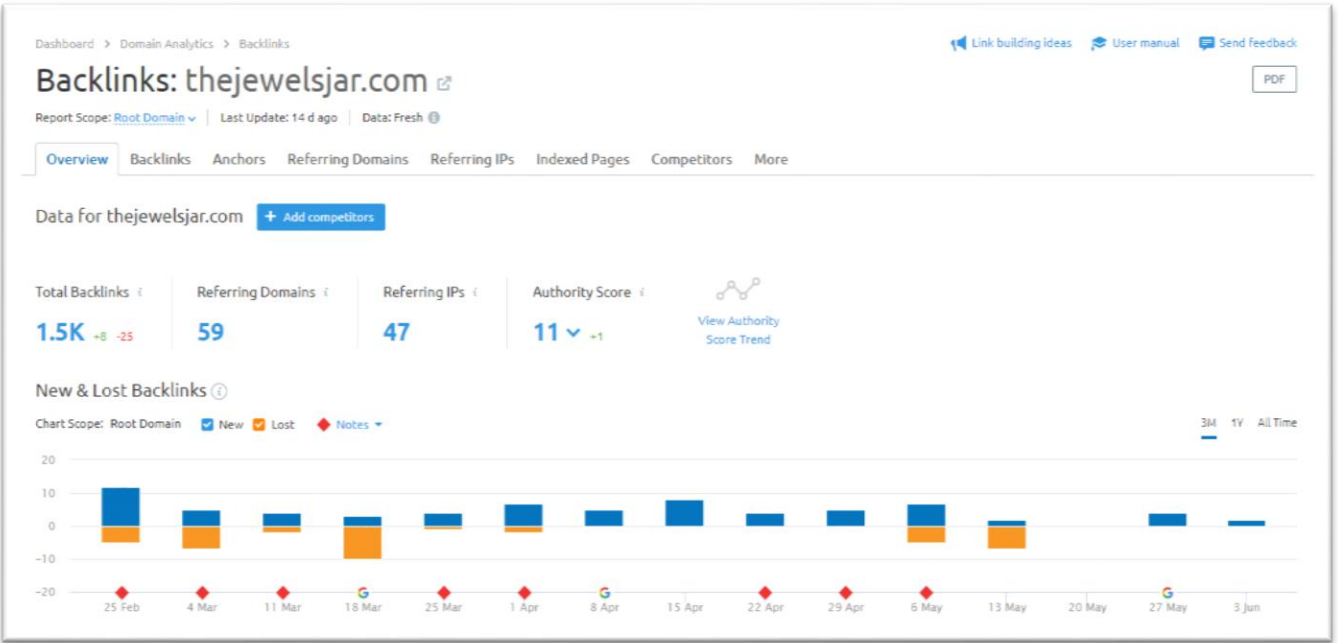 Dashboard > Domain Analytics > Backlinks
Link building ideas User manual Send feedback
Backlinks: thejewelsjar.com
PDF
Report Scope: Root Domain Last Update: 14 d ago Data: Fresh i
Overview Backlinks Anchors Referring Domains Referring IPs Indexed Pages Competitors More
Data for thejewelsjar.com + Add competitors
Total Backlinks i Referring Domains i Referring IPs i Authority Score i
1.5K +8 -25 59 47 11 +1
View Authority
Score Trend
New & Lost Backlinks i
Chart Scope: Root Domain New Lost Notes
3M 1Y All Time
20
10
0
-10
-20
G G G
25 Feb 4 Mar 11 Mar 18 Mar 25 Mar 1 Apr 8 Apr 15 Apr 22 Apr 29 Apr 6 May 13 May 20 May 27 May 3 Jun